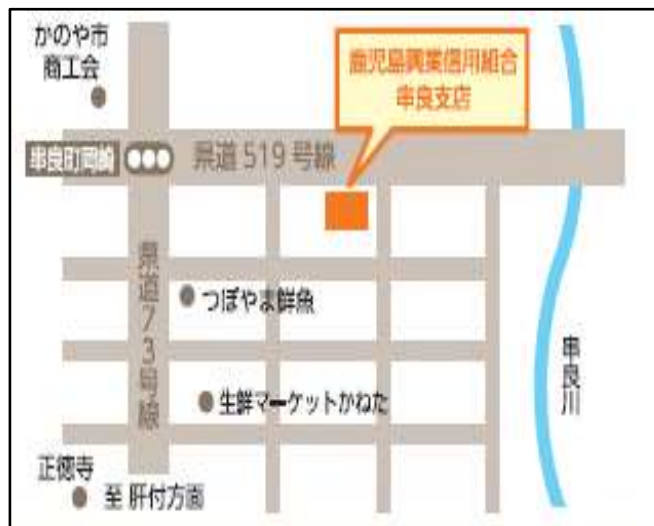 かのや市
商工会
鹿児島興業信用組合
串良支店
串良町岡崎
県道519号線
県道73号線
つぼやま鮮魚
生鮮マーケットかねた
串良川
正徳寺
至 肝付方面